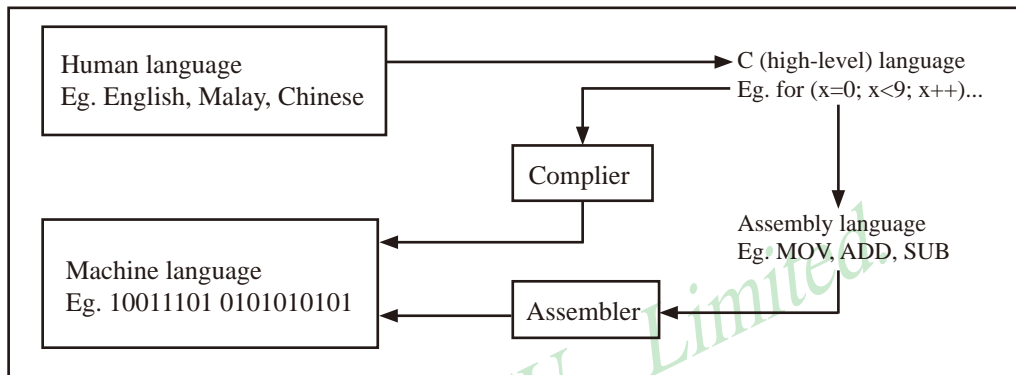 Human language
Eg. English, Malay, Chinese
C (high-level) language
Eg. for (x=0; x<9; x++)...
Complier
Assembly language
Eg. MOV, ADD, SUB
Machine language
Eg. 10011101 0101010101
Assembler
Limited.